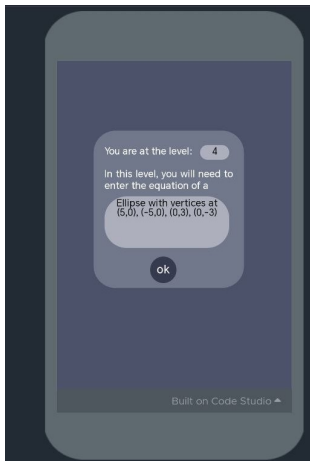 You are at the level: 4
In this level, you will need to
enter the equation of a
Ellipse with vertices at
(5,0), (-5,0), (0,3), (0,-3)
ok
Built on Code Studio